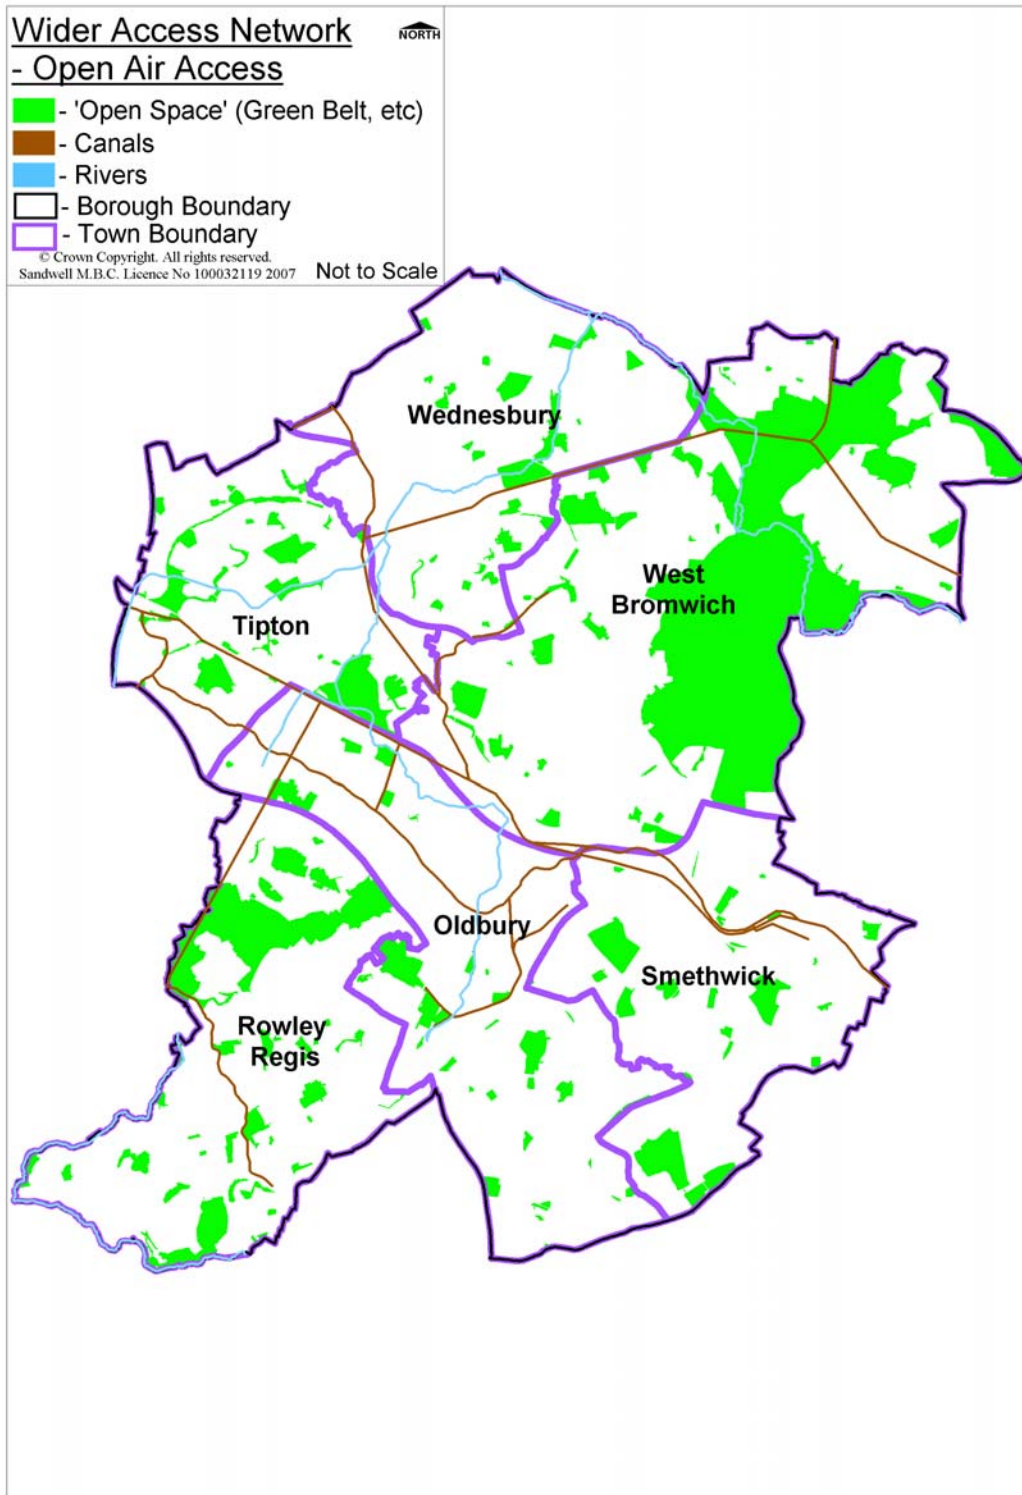 Wider Access Network
NORTH
- Open Air Access
- 'Open Space' (Green Belt, etc)
- Canals
- Rivers
- Borough Boundary
- Town Boundary
© Crown Copyright. All rights reserved.
Sandwell M.B.C. Licence No 100032119 2007
Not to Scale
Wednesbury
West
Bromwich
Tipton
Oldbury
Smethwick
Rowley
Regis